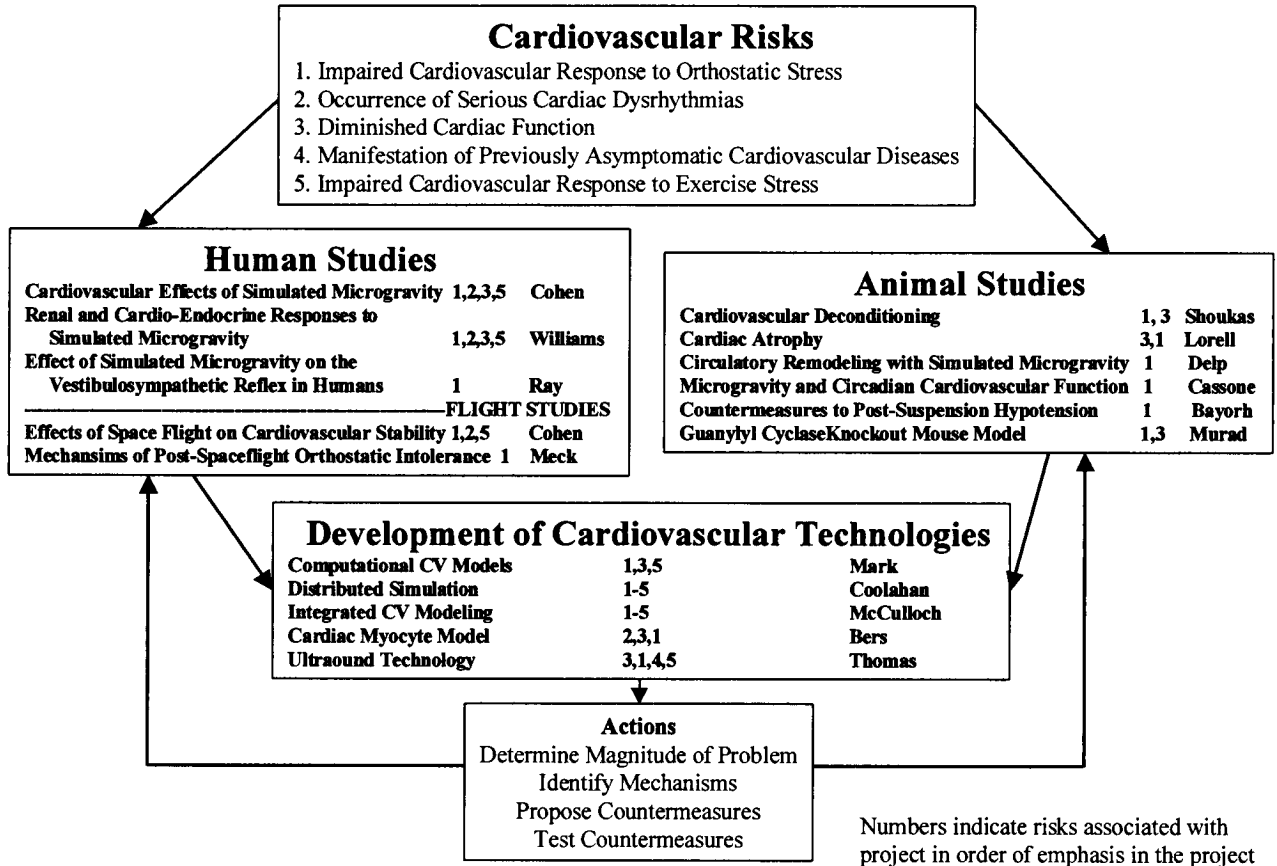 Cardiovascular Risks
1. Impaired Cardiovascular Response to Orthostatic Stress
2. Occurrence of Serious Cardiac Dysrhythmias
3. Diminished Cardiac Function
4. Manifestation of Previously Asymptomatic Cardiovascular Diseases
5. Impaired Cardiovascular Response to Exercise Stress
Human Studies
Cardiovascular Effects of Simulated Microgravity 1,2,3,5 Cohen
Renal and Cardio-Endocrine Responses to
Simulated Microgravity 1,2,3,5 Williams
Effect of Simulated Microgravity on the
Vestibulosympathetic Reflex in Humans 1 Ray
FLIGHT STUDIES
Effects of Space Flight on Cardiovascular Stability 1,2,5 Cohen
Mechansims of Post-Spaceflight Orthostatic Intolerance 1 Meck
Animal Studies
Cardiovascular Deconditioning 1, 3 Shoukas
Cardiac Atrophy 3,1 Lorell
Circulatory Remodeling with Simulated Microgravity 1 Delp
Microgravity and Circadian Cardiovascular Function 1 Cassone
Countermeasures to Post-Suspension Hypotension 1 Bayorh
Guanylyl CyclaseKnockout Mouse Model 1,3 Murad
Development of Cardiovascular Technologies
Computational CV Models 1,3,5 Mark
Distributed Simulation 1-5 Coolahan
Integrated CV Modeling 1-5 McCulloch
Cardiac Myocyte Model 2,3,1 Bers
Ultraound Technology 3,1,4,5 Thomas
Actions
Determine Magnitude of Problem
Identify Mechanisms
Propose Countermeasures
Test Countermeasures
Numbers indicate risks associated with
project in order of emphasis in the project